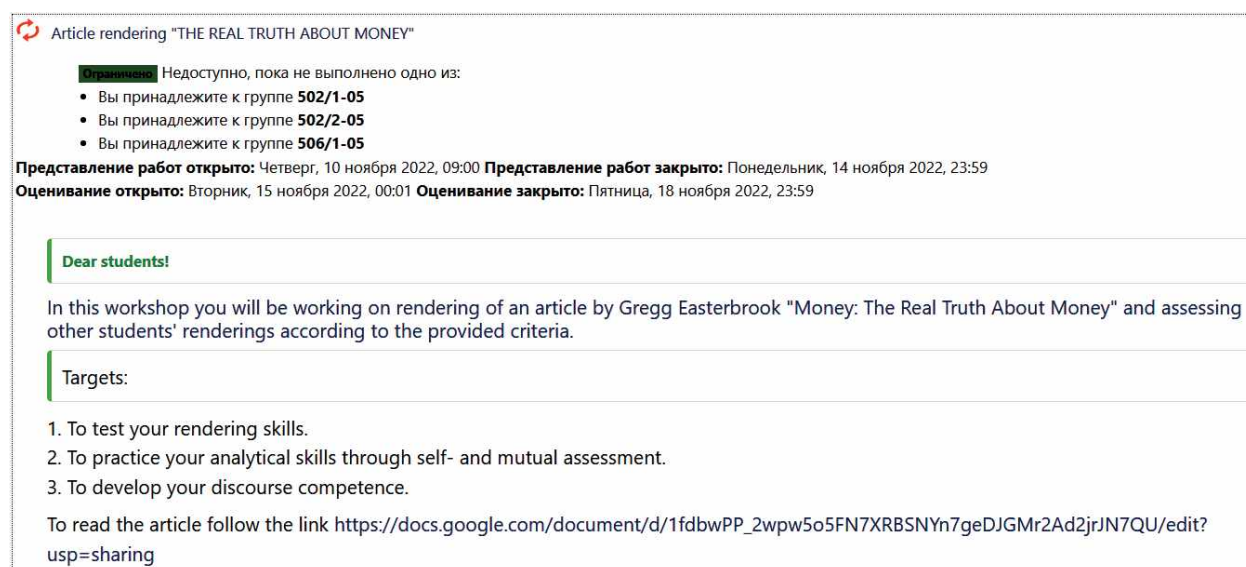 Article rendering "THE REAL TRUTH ABOUT MONEY"
Ограничено Недоступно, пока не выполнено одно из:
• Вы принадлежите к группе 502/1-05
• Вы принадлежите к группе 502/2-05
• Вы принадлежите к группе 506/1-05
Представление работ открыто: Четверг, 10 ноября 2022, 09:00 Представление работ закрыто: Понедельник, 14 ноября 2022, 23:59
Оценивание открыто: Вторник, 15 ноября 2022, 00:01 Оценивание закрыто: Пятница, 18 ноября 2022, 23:59
Dear students!
In this workshop you will be working on rendering of an article by Gregg Easterbrook "Money: The Real Truth About Money" and assessing
other students' renderings according to the provided criteria.
Targets:
1. To test your rendering skills.
2. To practice your analytical skills through self- and mutual assessment.
3. To develop your discourse competence.
To read the article follow the link https://docs.google.com/document/d/1fdbwPP_2wpw5o5FN7XRBSNYn7geDJGMr2Ad2jrJN7QU/edit?
usp=sharing